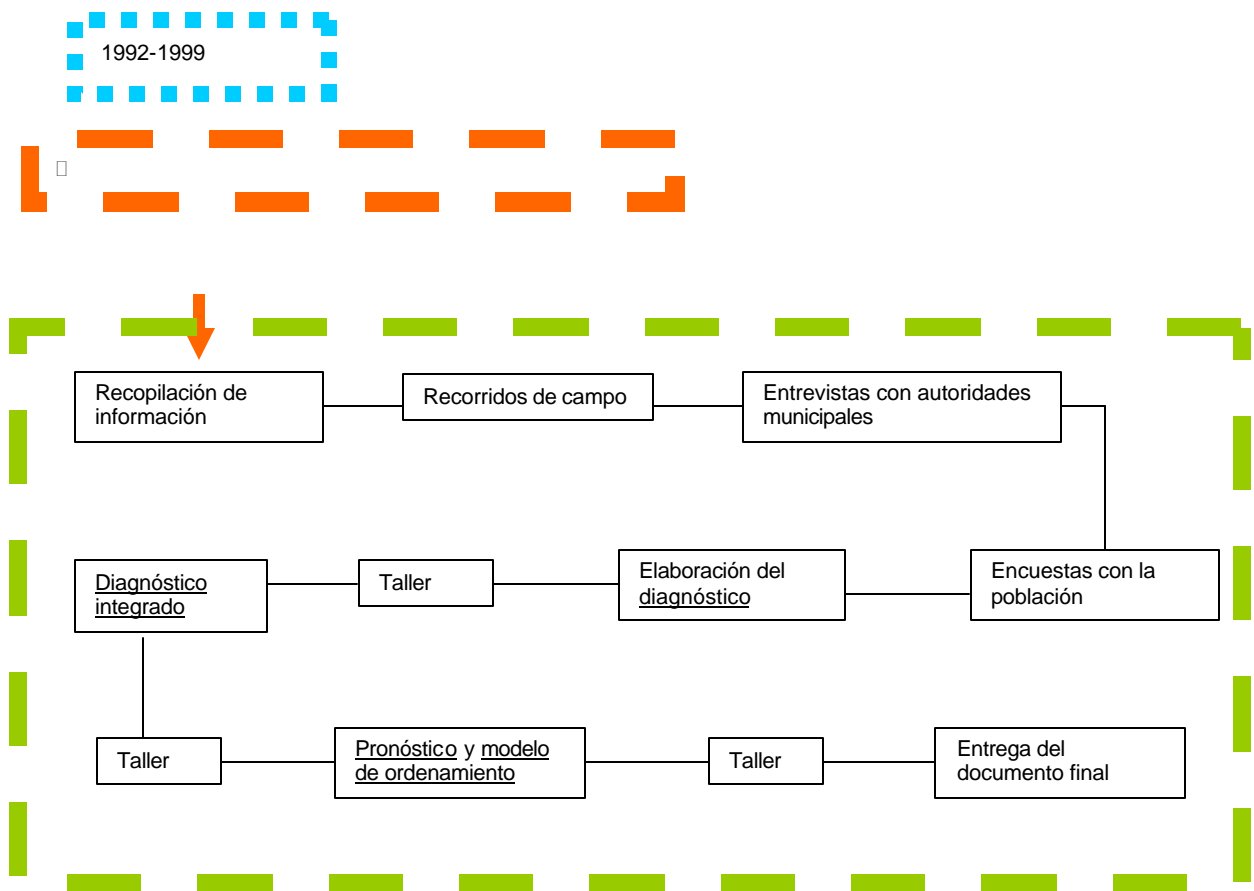 1992-1999
Recopilación de
información
Recorridos de campo
Entrevistas con autoridades
municipales
Encuestas con la
población
Elaboración del
diagnóstico
Taller
Diagnóstico
integrado
Taller
Pronóstico y modelo
de ordenamiento
Taller
Entrega del
documento final